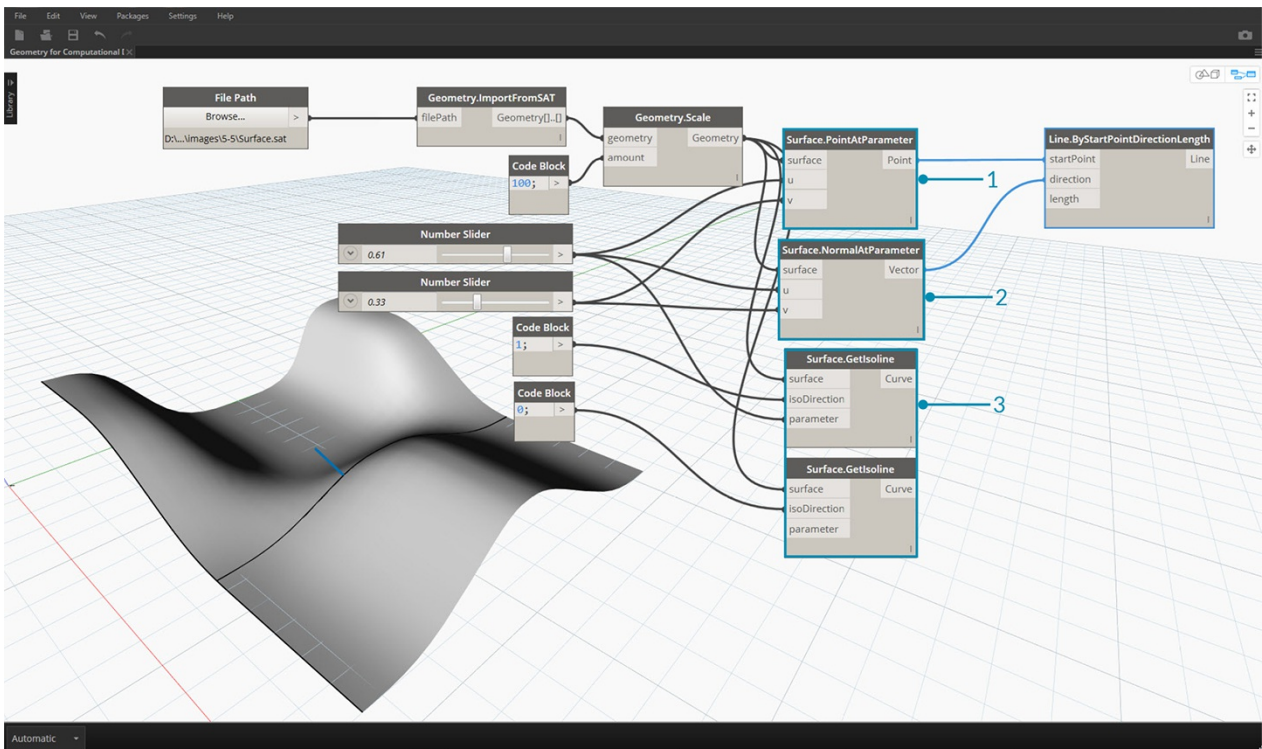 File Edit View Packages Settings Help
Geometry for Computational I
Library
File Path
Browse... >
D:\...\images\5-5\Surface.sat
Geometry.ImportFromSAT
filePath Geometry[]..[]
Geometry.Scale
geometry Geometry
amount
Code Block
100; >
Number Slider
0.61 >
Number Slider
0.33 >
Code Block
1; >
Code Block
0; >
Surface.PointAtParameter
surface Point
u
v
1
Surface.NormalAtParameter
surface Vector
u
v
2
Surface.GetIsoline
surface Curve
isoDirection
parameter
3
Surface.GetIsoline
surface Curve
isoDirection
parameter
Line.ByStartPointDirectionLength
startPoint Line
direction
length
Automatic